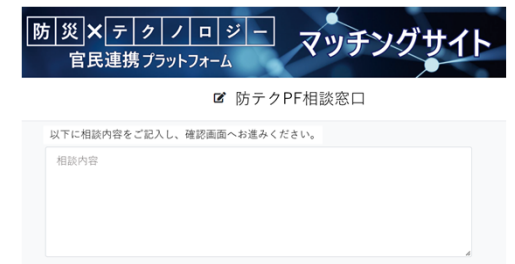 防災×テクノロジー
官民連携プラットフォーム
マッチングサイト
防テクPF相談窓口
以下に相談内容をご記入し、確認画面へお進みください。
相談内容